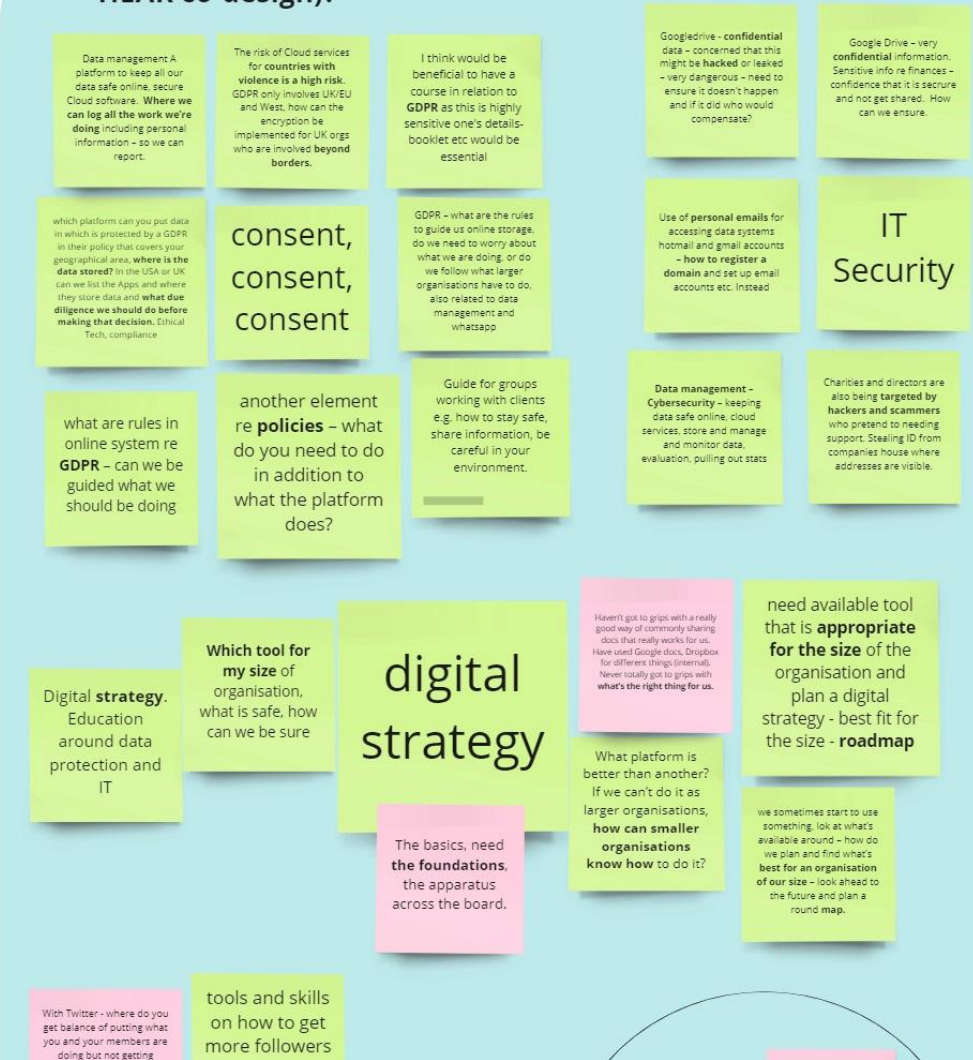 HEAR co-design).
Data management A
platform to keep all our
data safe online, secure
Cloud software. Where we
can log all the work we're
doing including personal
information – so we can
report.
The risk of Cloud services
for countries with
violence is a high risk.
GDPR only involves UK/EU
and West, how can the
encryption be
implemented for UK orgs
who are involved beyond
borders.
I think would be
beneficial to have a
course in relation to
GDPR as this is highly
sensitive one's details-
booklet etc would be
essential
Googledrive - confidential
data – concerned that this
might be hacked or leaked
– very dangerous – need to
ensure it doesn't happen
and if it did who would
compensate?
Google Drive – very
confidential information.
Sensitive info re finances –
confidence that it is secrure
and not get shared. How
can we ensure.
which platform can you put data
in which is protected by a GDPR
in their policy that covers your
geographical area, where is the
data stored? In the USA or UK
can we list the Apps and where
they store data and what due
diligence we should do before
making that decision. Ethical
Tech, compliance
consent,
consent,
consent
GDPR – what are the rules
to guide us online storage,
do we need to worry about
what we are doing, or do
we follow what larger
organisations have to do,
also related to data
management and
whatsapp
Use of personal emails for
accessing data systems
hotmail and gmail accounts
– how to register a
domain and set up email
accounts etc. Instead
IT
Security
what are rules in
online system re
GDPR – can we be
guided what we
should be doing
another element
re policies – what
do you need to do
in addition to
what the platform
does?
Guide for groups
working with clients
e.g. how to stay safe,
share information, be
careful in your
environment.
Data management –
Cybersecurity – keeping
data safe online, cloud
services, store and manage
and monitor data,
evaluation, pulling out stats
Charities and directors are
also being targeted by
hackers and scammers
who pretend to needing
support. Stealing ID from
companies house where
addresses are visible.
Digital strategy.
Education
around data
protection and
IT
Which tool for
my size of
organisation,
what is safe, how
can we be sure
digital
strategy
Haven't got to grips with a really
good way of commonly sharing
docs that really works for us.
Have used Google docs, Dropbox
for different things (internal).
Never totally got to grips with
what's the right thing for us.
need available tool
that is appropriate
for the size of the
organisation and
plan a digital
strategy - best fit for
the size - roadmap
The basics, need
the foundations,
the apparatus
across the board.
What platform is
better than another?
If we can't do it as
larger organisations,
how can smaller
organisations
know how to do it?
we sometimes start to use
something, lok at what's
available around – how do
we plan and find what's
best for an organisation
of our size – look ahead to
the future and plan a
round map.
With Twitter - where do you
get balance of putting what
you and your members are
doing but not getting
tools and skills
on how to get
more followers